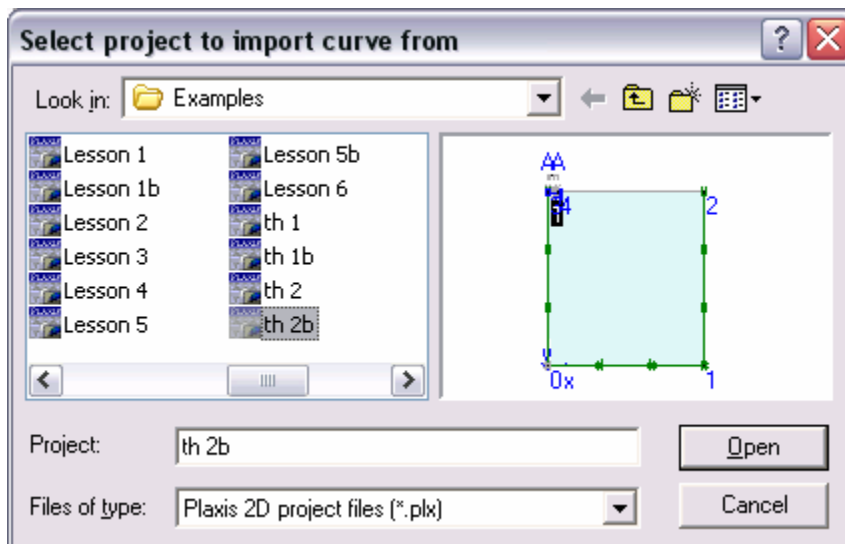 Select project to import curve from
Look in: Examples
Lesson 1
Lesson 1b
Lesson 2
Lesson 3
Lesson 4
Lesson 5
Lesson 5b
Lesson 6
th 1
th 1b
th 2
th 2b
AA
4 2
0x 1
Project: th 2b Open
Files of type: Plaxis 2D project files (*.plx) Cancel